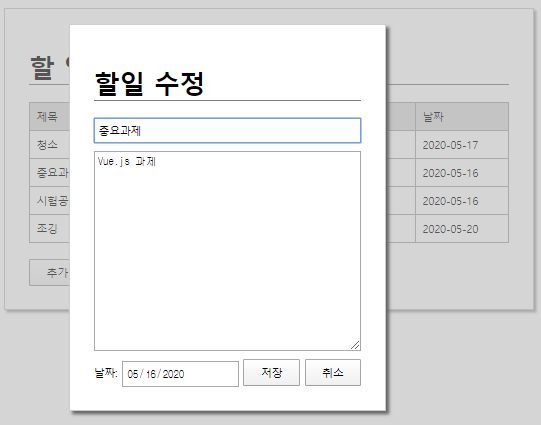 할일 수정
중요과제
Vue.js 과제
날짜: 05/16/2020 저장 취소
할
제목 날짜
청소 2020-05-17
중요과 2020-05-16
시험공 2020-05-16
조깅 2020-05-20
추가